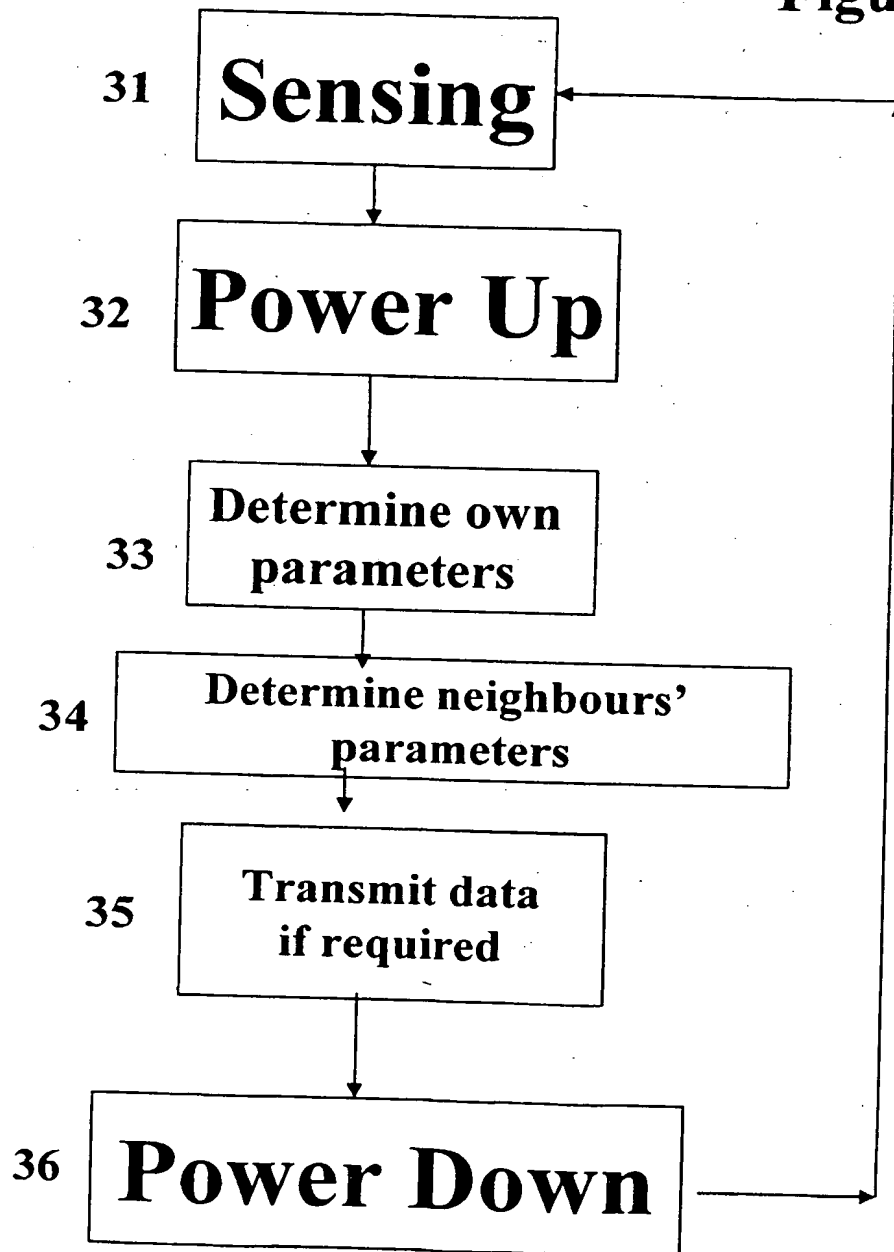 31
Sensing
32
Power Up
33
Determine own
parameters
34
Determine neighbours’
parameters
35
Transmit data
if required
36
Power Down